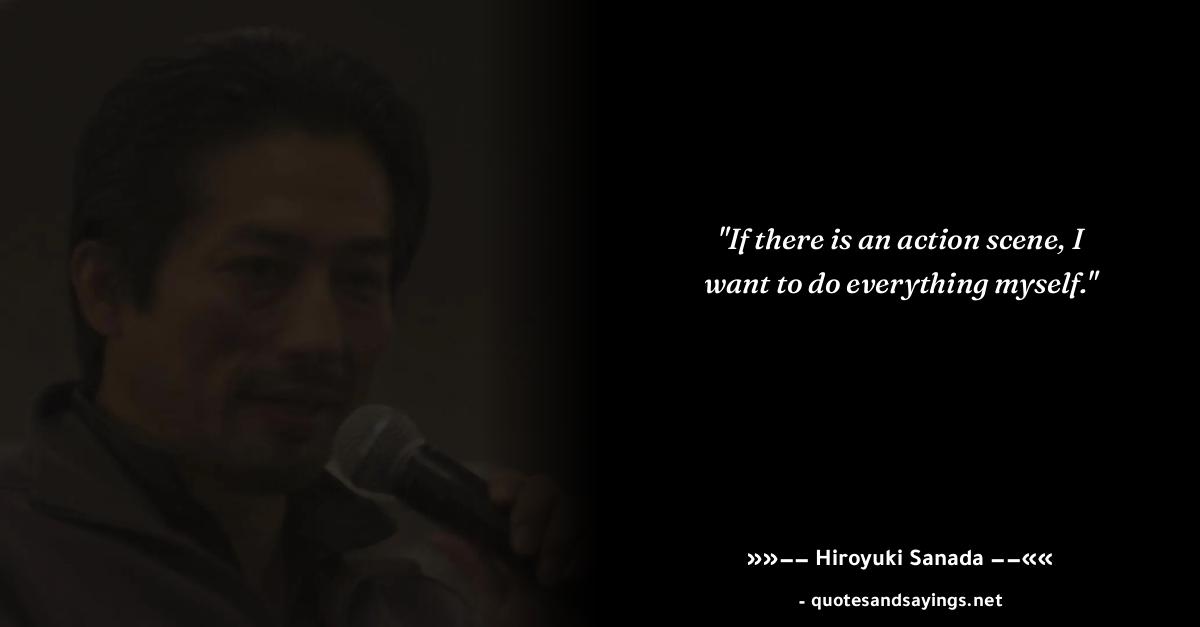 "If there is an action scene, I
want to do everything myself."
»»–– Hiroyuki Sanada ––««
- quotesandsayings.net